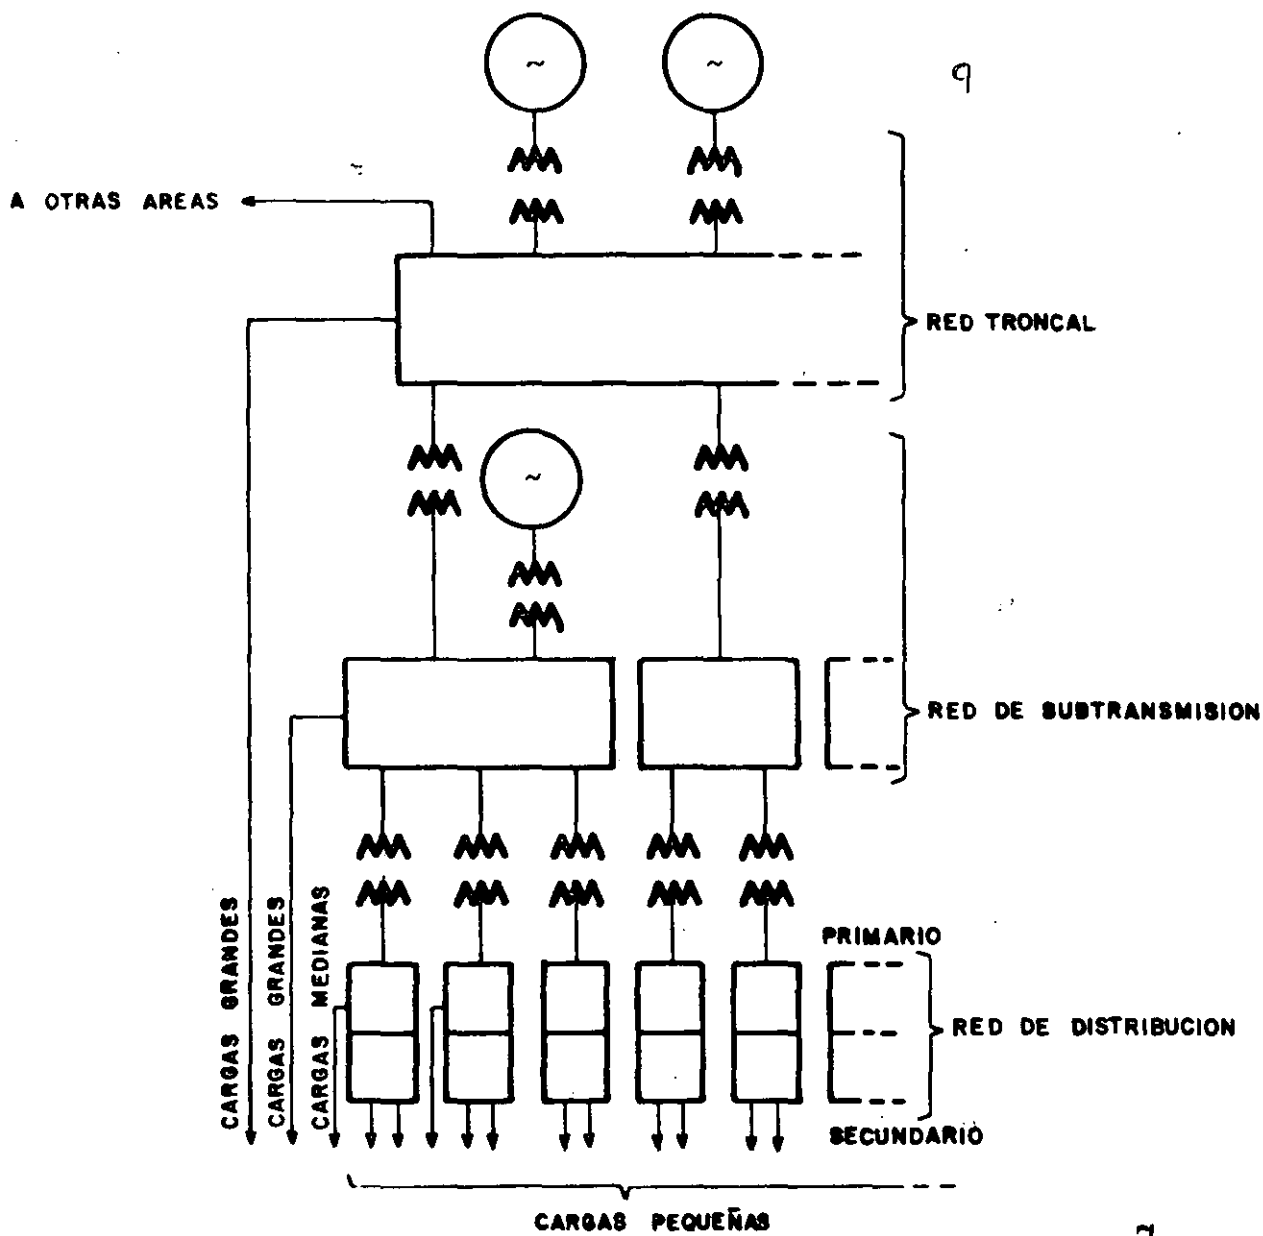 9
A OTRAS AREAS
RED TRONCAL
RED DE SUBTRANSMISION
CARGAS GRANDES
CARGAS GRANDES
CARGAS MEDIANAS
PRIMARIO
RED DE DISTRIBUCION
SECUNDARIO
CARGAS PEQUEÑAS